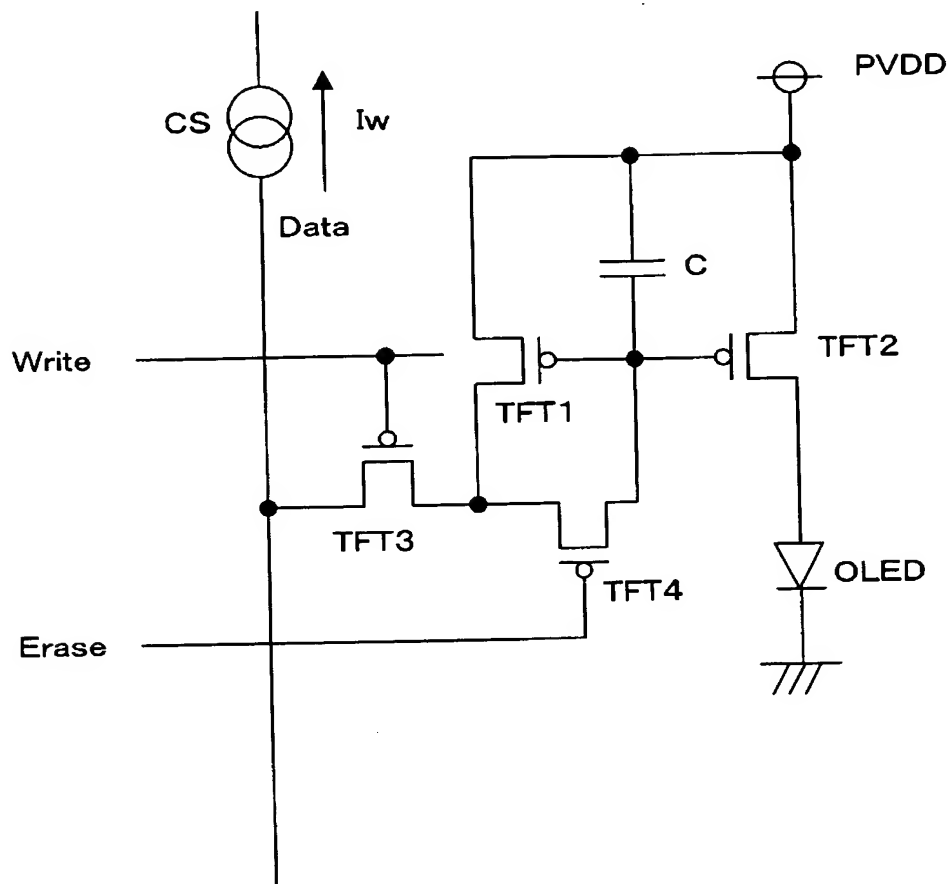 PVDD
CS
Iw
Data
C
Write
TFT2
TFT1
TFT3
OLED
TFT4
Erase